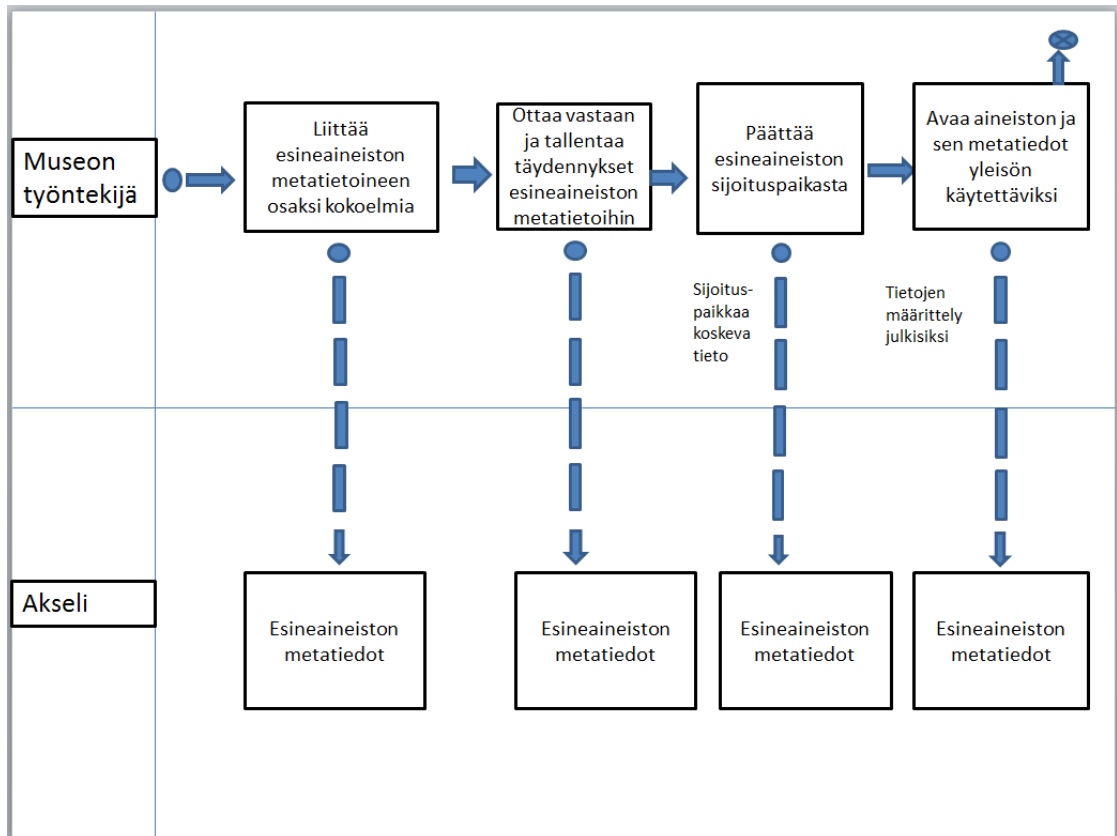 Museon
työntekijä
Liittää
esineaineiston
metatietoineen
osaksi kokoelmia
Ottaa vastaan
ja tallentaa
täydennykset
esineaineiston
metatietoihin
Päättää
esineaineiston
sijoituspaikasta
Avaa aineiston ja
sen metatiedot
yleisön
käytettäviksi
Sijoitus-
paikkaa
koskeva
tieto
Tietojen
määrittely
julkisiksi
Akseli
Esineaineiston
metatiedot
Esineaineiston
metatiedot
Esineaineiston
metatiedot
Esineaineiston
metatiedot